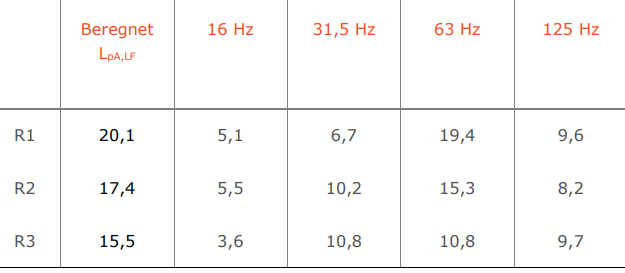 Beregnet 16 Hz 31,5 Hz 63 Hz 125 Hz
LpA,LF
R1 20,1 5,1 6,7 19,4 9,6
R2 17,4 5,5 10,2 15,3 8,2
R3 15,5 3,6 10,8 10,8 9,7